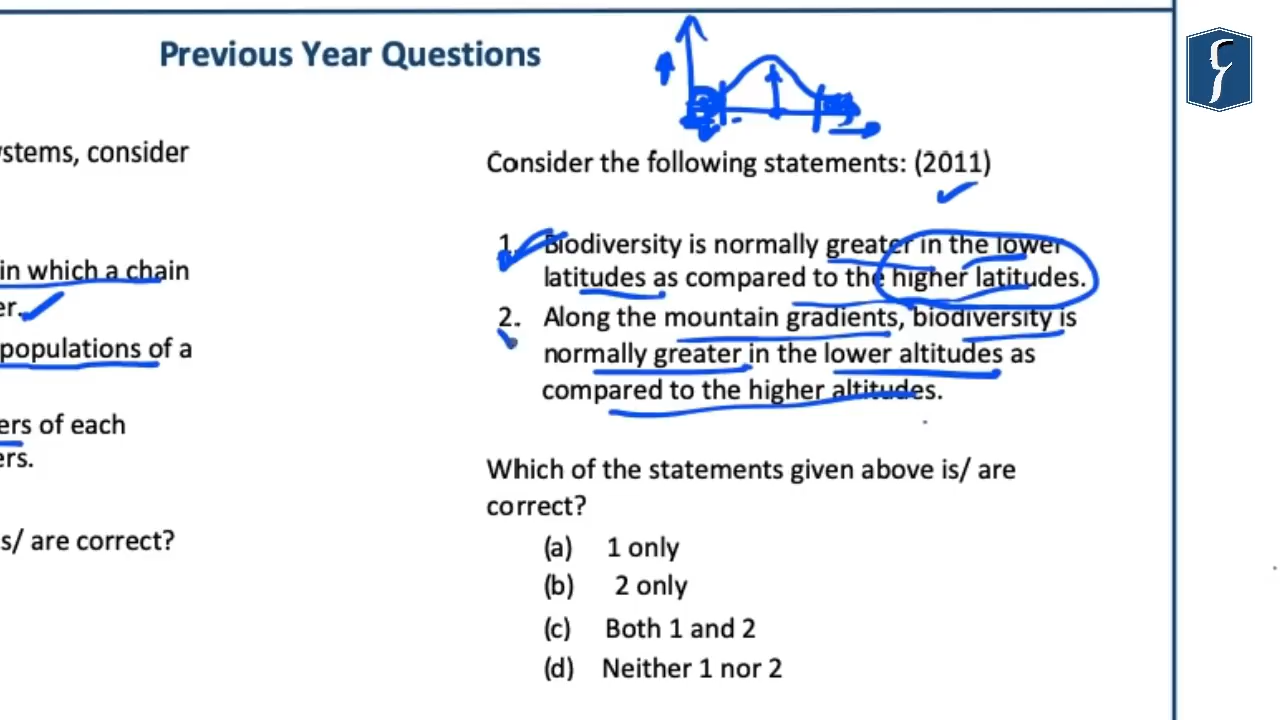 Previous Year Questions
ystems, consider
in which a chain
er.
populations of a
ers of each
ers.
s/ are correct?
Consider the following statements: (2011)
1. Biodiversity is normally greater in the lower
latitudes as compared to the higher latitudes.
2. Along the mountain gradients, biodiversity is
normally greater in the lower altitudes as
compared to the higher altitudes.
Which of the statements given above is/ are
correct?
(a) 1 only
(b) 2 only
(c) Both 1 and 2
(d) Neither 1 nor 2